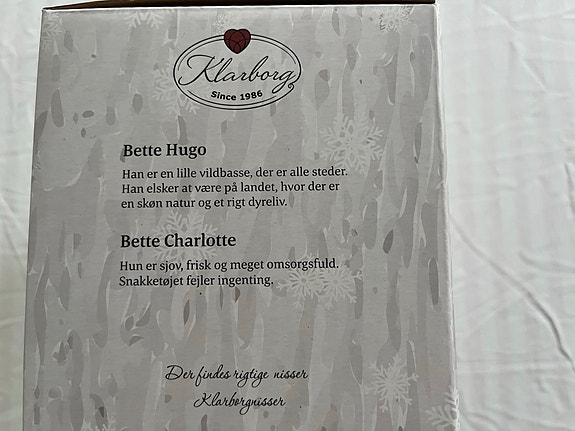 Klarborg
Since 1986
Bette Hugo
Han er en lille vildbasse, der er alle steder.
Han elsker at være på landet, hvor der er
en skøn natur og et rigt dyreliv.
Bette Charlotte
Hun er sjov, frisk og meget omsorgsfuld.
Snakketøjet fejler ingenting.
Der findes rigtige nisser
Klarborgnisser